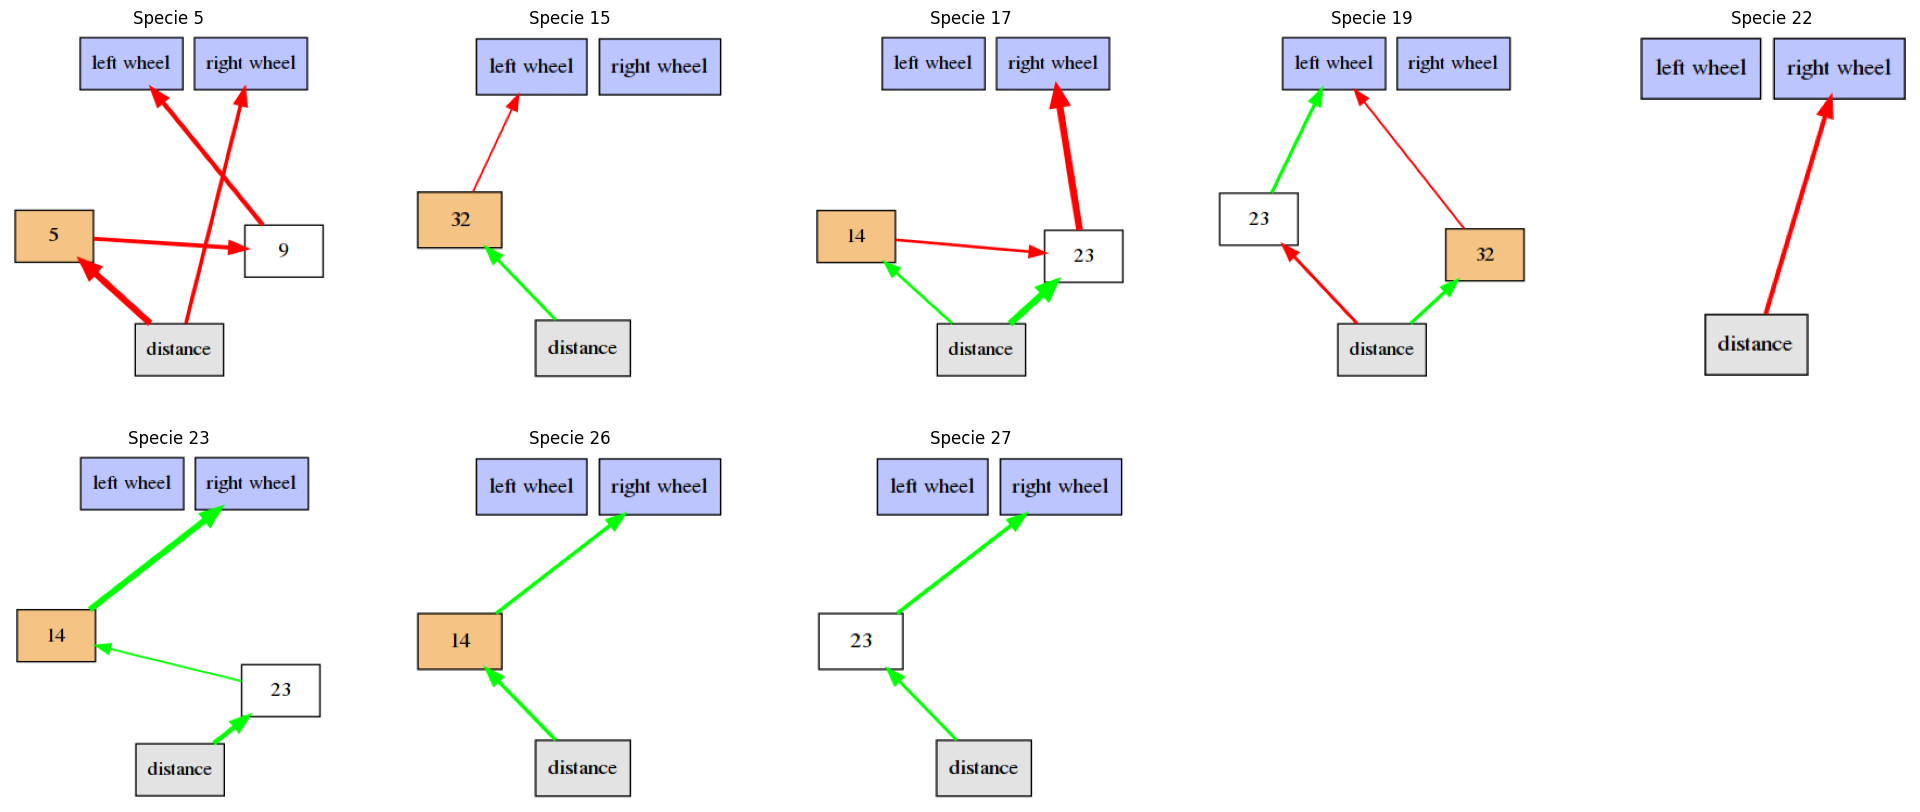 Specie 5
left wheel
right wheel
5
9
distance
Specie 15
left wheel
right wheel
32
distance
Specie 17
left wheel
right wheel
14
23
distance
Specie 19
left wheel
right wheel
23
32
distance
Specie 22
left wheel
right wheel
distance
Specie 23
left wheel
right wheel
14
23
distance
Specie 26
left wheel
right wheel
14
distance
Specie 27
left wheel
right wheel
23
distance